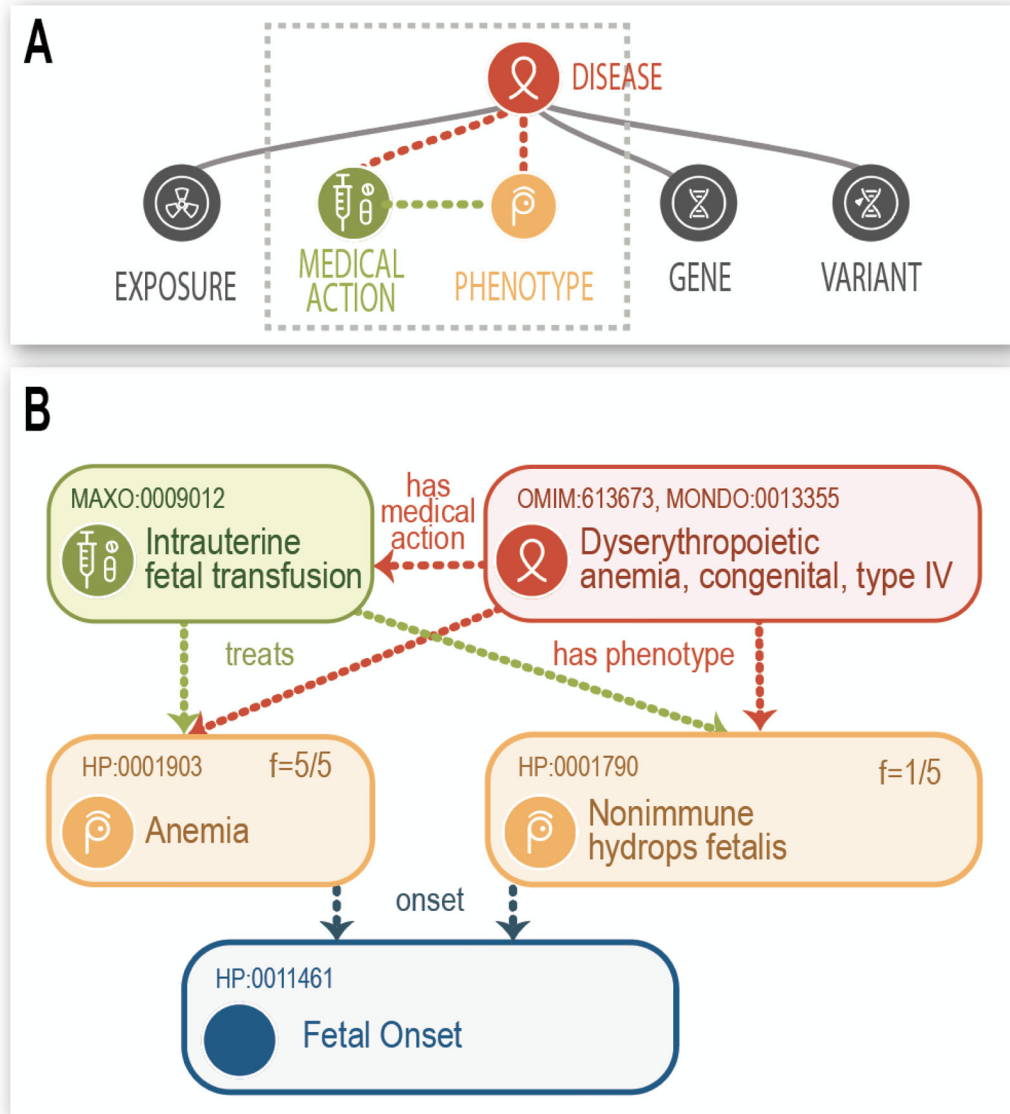 A
DISEASE
EXPOSURE
MEDICAL
ACTION
PHENOTYPE
GENE
VARIANT
B
MAXO:0009012
Intrauterine
fetal transfusion
has
medical
action
OMIM:613673, MONDO:0013355
Dyserythropoietic
anemia, congenital, type IV
treats
has phenotype
HP:0001903
f=5/5
Anemia
HP:0001790
f=1/5
Nonimmune
hydrops fetalis
onset
HP:0011461
Fetal Onset